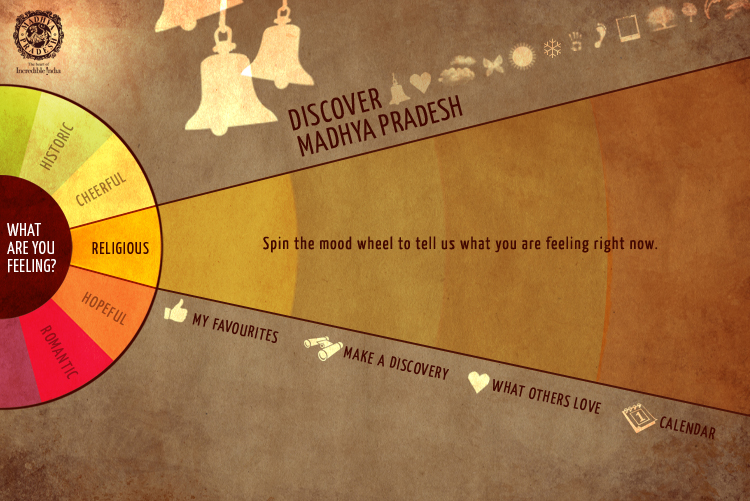 MADHYA
PRADESH
The heart of
Incredible India
DISCOVER
MADHYA PRADESH
HISTORIC
CHEERFUL
WHAT
ARE YOU
FEELING?
RELIGIOUS
HOPEFUL
ROMANTIC
Spin the mood wheel to tell us what you are feeling right now.
MY FAVOURITES
MAKE A DISCOVERY
WHAT OTHERS LOVE
1
CALENDAR